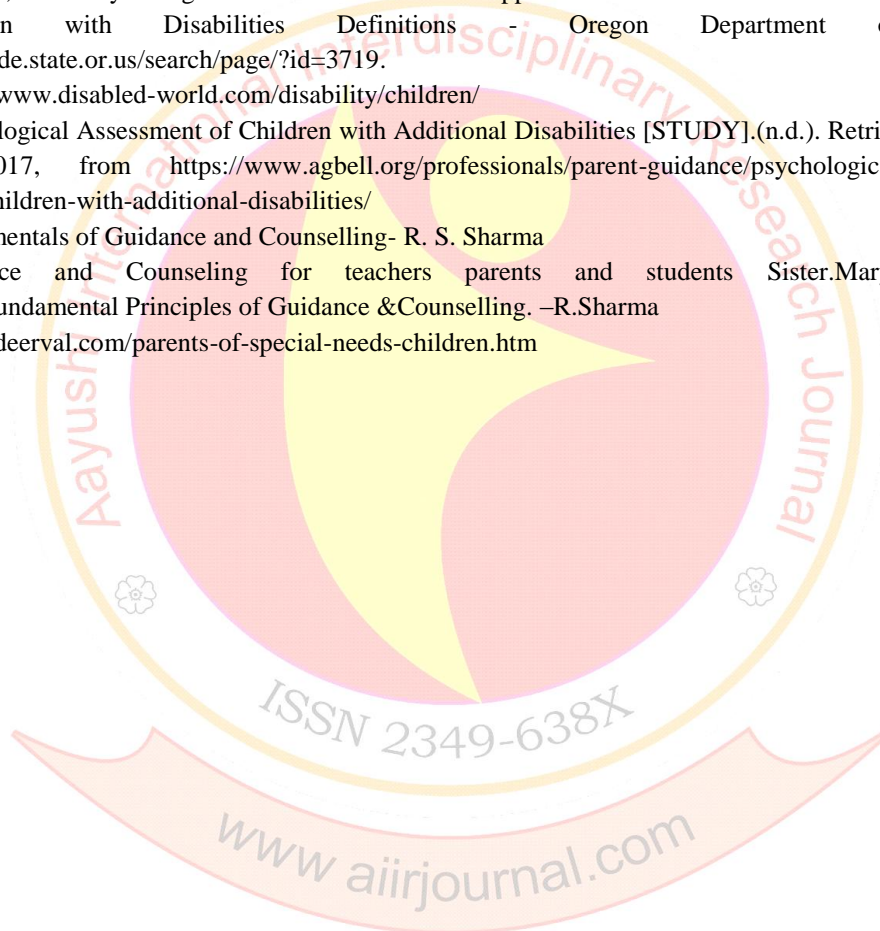 n with Disabilities Definitions - Oregon Department
de.state.or.us/search/page/?id=3719.
www.disabled-world.com/disability/children/
logical Assessment of Children with Additional Disabilities [STUDY].(n.d.). Retri
017, from https://www.agbell.org/professionals/parent-guidance/psychologic
hildren-with-additional-disabilities/
mentals of Guidance and Counselling- R. S. Sharma
ce and Counseling for teachers parents and students Sister.Mar
undamental Principles of Guidance &Counselling. –R.Sharma
deerval.com/parents-of-special-needs-children.htm
Aayushi International Interdisciplinary Research Journal
ISSN 2349-638X
www aiirjournal.com